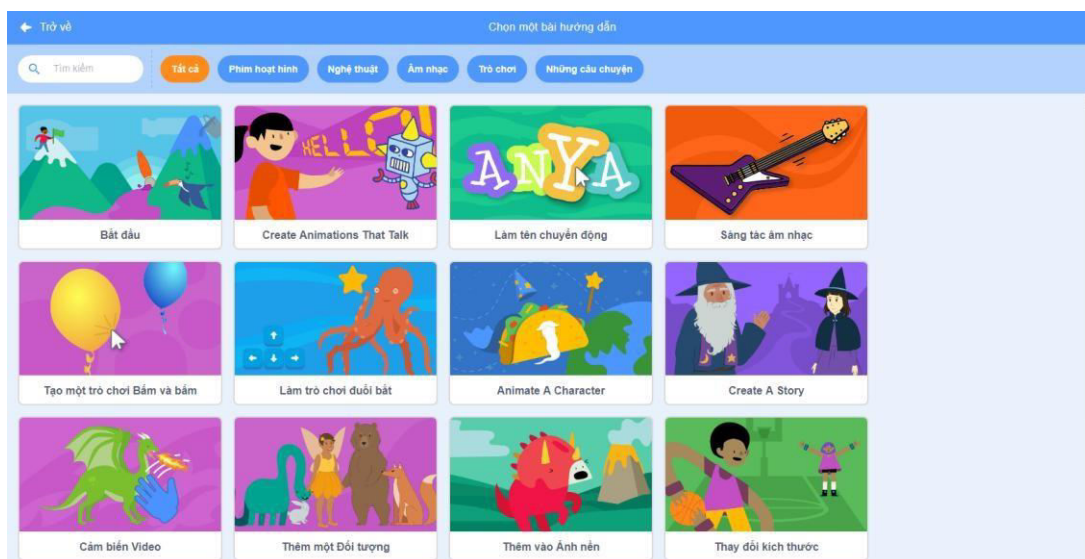 Trở về
Chọn một bài hướng dẫn
Tìm kiếm
Tất cả
Phim hoạt hình
Nghệ thuật
Âm nhạc
Trò chơi
Những câu chuyện
HELLO!
ANYA
Bắt đầu
Create Animations That Talk
Làm tên chuyển động
Sáng tác âm nhạc
Tạo một trò chơi Bấm và bấm
Làm trò chơi đuổi bắt
Animate A Character
Create A Story
Cảm biến Video
Thêm một Đối tượng
Thêm vào Ảnh nền
Thay đổi kích thước